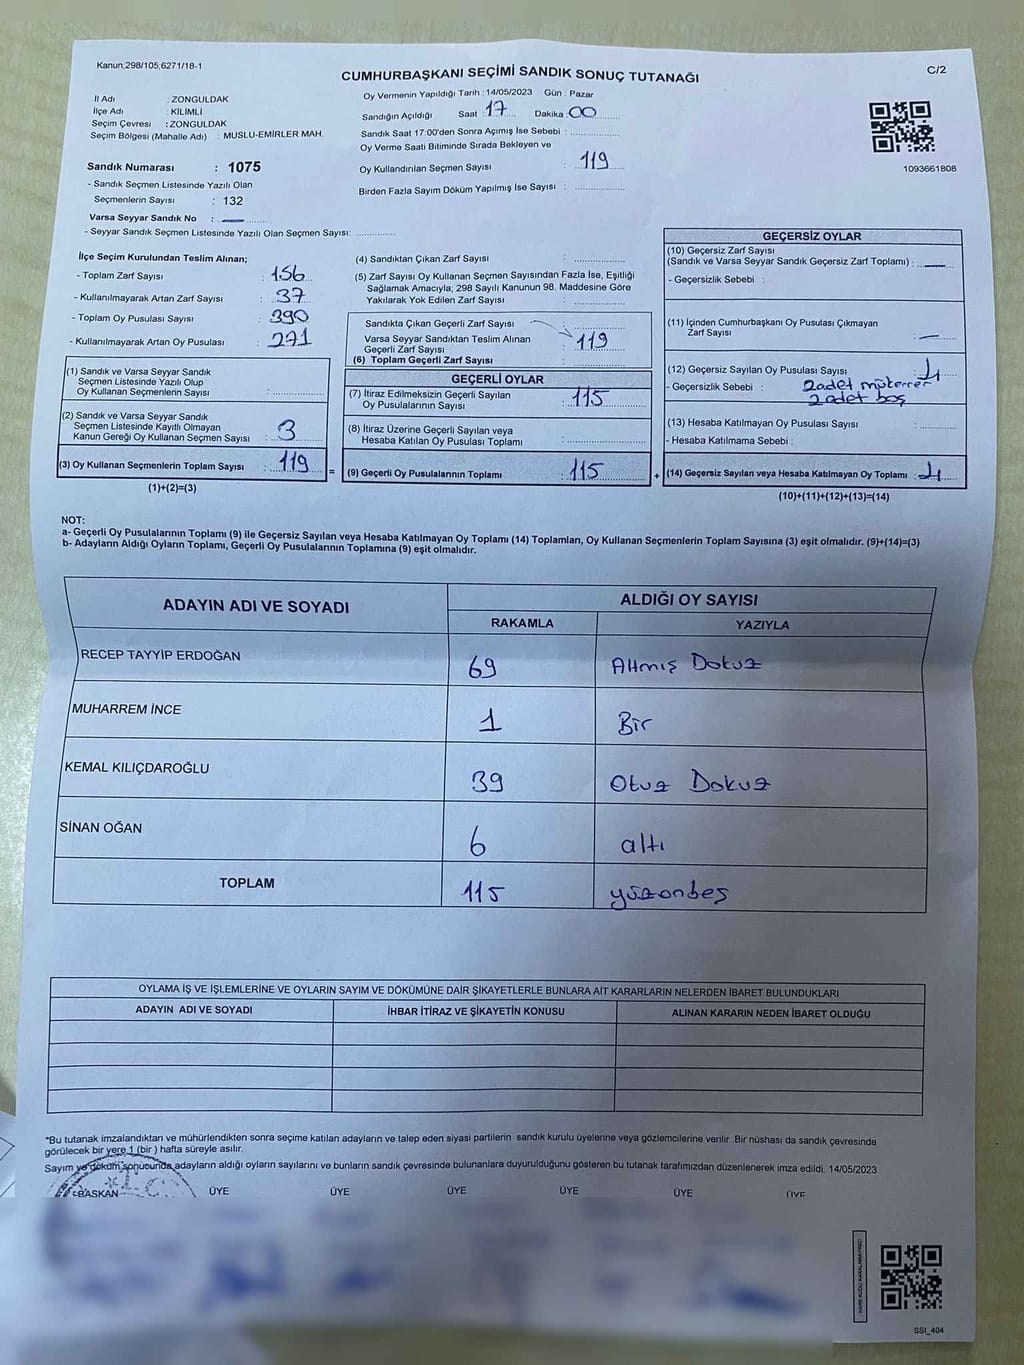 Kanun;298/105,6271/18-1
CUMHURBAŞKANI SEÇİMİ SANDIK SONUÇ TUTANAĞI
C/2
İl Adı : ZONGULDAK
İlçe Adı : KİLİMLİ
Seçim Çevresi : ZONGULDAK
Seçim Bölgesi (Mahalle Adı) : MUSLU-EMİRLER MAH.
Sandık Numarası : 1075
- Sandık Seçmen Listesinde Yazılı Olan
Seçmenlerin Sayısı : 132
Varsa Seyyar Sandık No : —
- Seyyar Sandık Seçmen Listesinde Yazılı Olan Seçmen Sayısı: ..............
Oy Vermenin Yapıldığı Tarih : 14/05/2023 Gün : Pazar
Sandığın Açıldığı Saat : 17 Dakika : 00
Sandık Saat 17:00'den Sonra Açımış İse Sebebi : ..............
Oy Verme Saati Bitiminde Sırada Bekleyen ve
Oy Kullandırılan Seçmen Sayısı : 119
Birden Fazla Sayım Döküm Yapılmış İse Sayısı : ..............
1093661808
İlçe Seçim Kurulundan Teslim Alınan;
- Toplam Zarf Sayısı : 156
- Kullanılmayarak Artan Zarf Sayısı : 37
- Toplam Oy Pusulası Sayısı : 390
- Kullanılmayarak Artan Oy Pusulası : 271
(1) Sandık ve Varsa Seyyar Sandık
Seçmen Listesinde Yazılı Olup
Oy Kullanan Seçmenlerin Sayısı : ..............
(2) Sandık ve Varsa Seyyar Sandık
Seçmen Listesinde Kayıtlı Olmayan
Kanun Gereği Oy Kullanan Seçmen Sayısı : 3
(3) Oy Kullanan Seçmenlerin Toplam Sayısı : 119
(1)+(2)=(3)
=
(4) Sandıktan Çıkan Zarf Sayısı : ..............
(5) Zarf Sayısı Oy Kullanan Seçmen Sayısından Fazla İse, Eşitliği
Sağlamak Amacıyla; 298 Sayılı Kanunun 98. Maddesine Göre
Yakılarak Yok Edilen Zarf Sayısı : ..............
Sandıkta Çıkan Geçerli Zarf Sayısı : ..............
Varsa Seyyar Sandıktan Teslim Alınan
Geçerli Zarf Sayısı : 119
(6) Toplam Geçerli Zarf Sayısı :
GEÇERLİ OYLAR
(7) İtiraz Edilmeksizin Geçerli Sayılan
Oy Pusulalarının Sayısı : 115
(8) İtiraz Üzerine Geçerli Sayılan veya
Hesaba Katılan Oy Pusulası Toplamı : ..............
(9) Geçerli Oy Pusulalarının Toplamı : 115
+
GEÇERSİZ OYLAR
(10) Geçersiz Zarf Sayısı
(Sandık ve Varsa Seyyar Sandık Geçersiz Zarf Toplamı) : —
- Geçersizlik Sebebi :
(11) İçinden Cumhurbaşkanı Oy Pusulası Çıkmayan
Zarf Sayısı : —
(12) Geçersiz Sayılan Oy Pusulası Sayısı : 4
- Geçersizlik Sebebi : 2 adet mükerrer
2 adet boş
(13) Hesaba Katılmayan Oy Pusulası Sayısı : ..............
- Hesaba Katılmama Sebebi :
(14) Geçersiz Sayılan veya Hesaba Katılmayan Oy Toplamı : 4
(10)+(11)+(12)+(13)=(14)
NOT:
a- Geçerli Oy Pusulalarının Toplamı (9) ile Geçersiz Sayılan veya Hesaba Katılmayan Oy Toplamı (14) Toplamları, Oy Kullanan Seçmenlerin Toplam Sayısına (3) eşit olmalıdır. (9)+(14)=(3)
b- Adayların Aldığı Oyların Toplamı, Geçerli Oy Pusulalarının Toplamına (9) eşit olmalıdır.
ADAYIN ADI VE SOYADI ALDIĞI OY SAYISI
RAKAMLA YAZIYLA
RECEP TAYYİP ERDOĞAN 69 Altmış Dokuz
MUHARREM İNCE 1 Bir
KEMAL KILIÇDAROĞLU 39 Otuz Dokuz
SİNAN OĞAN 6 altı
TOPLAM 115 yüzonbeş
OYLAMA İŞ VE İŞLEMLERİNE VE OYLARIN SAYIM VE DÖKÜMÜNE DAİR ŞİKAYETLERLE BUNLARA AİT KARARLARIN NELERDEN İBARET BULUNDUKLARI
ADAYIN ADI VE SOYADI İHBAR İTİRAZ VE ŞİKAYETİN KONUSU ALINAN KARARIN NEDEN İBARET OLDUĞU
*Bu tutanak imzalandıktan ve mühürlendikten sonra seçime katılan adayların ve talep eden siyasi partilerin sandık kurulu üyelerine veya gözlemcilerine verilir .Bir nüshası da sandık çevresinde
görülecek bir yere 1 (bir ) hafta süreyle asılır.
Sayım ve döküm sonucunda adayların aldığı oyların sayılarını ve bunların sandık çevresinde bulunanlara duyurulduğunu gösteren bu tutanak tarafımızdan düzenlenerek imza edildi. 14/05/2023
BAŞKAN ÜYE ÜYE ÜYE ÜYE ÜYE ÜYE
T.C.
SSI_404